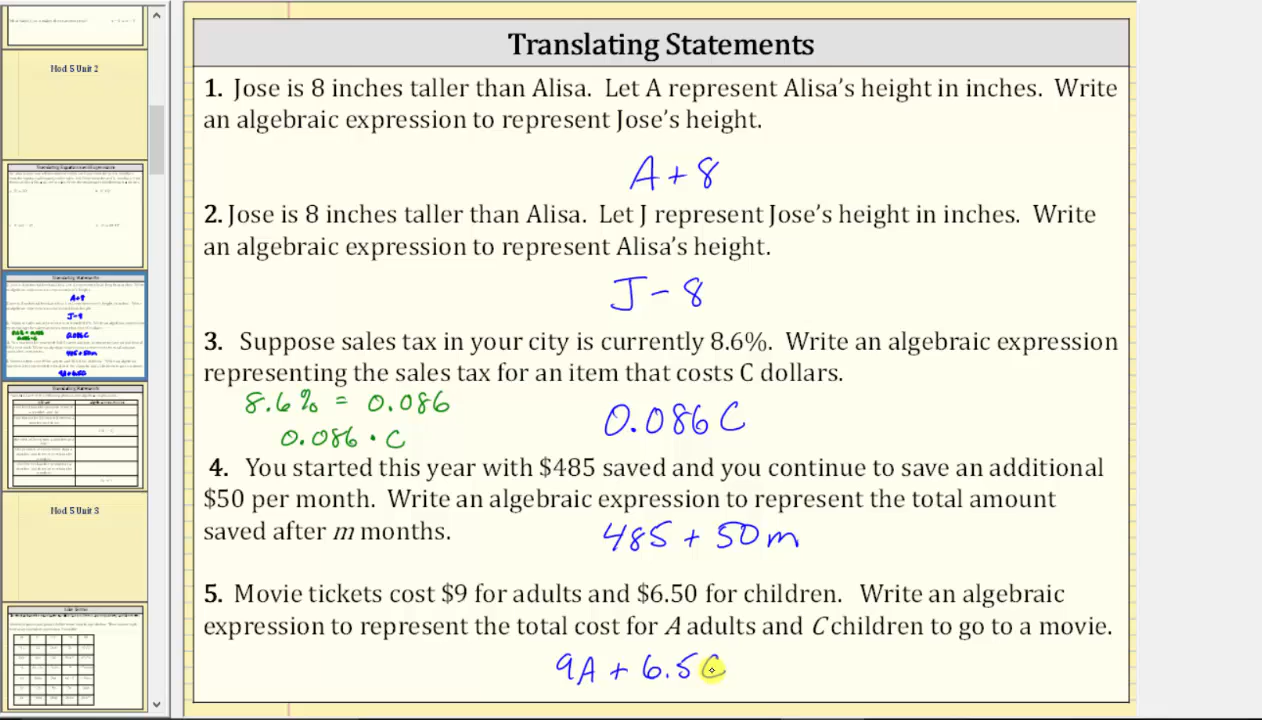 Mod 5 Unit 2
Translating Statements
Mod 5 Unit 3
Translating Statements
1. Jose is 8 inches taller than Alisa. Let A represent Alisa's height in inches. Write
an algebraic expression to represent Jose's height.
A + 8
2. Jose is 8 inches taller than Alisa. Let J represent Jose's height in inches. Write
an algebraic expression to represent Alisa's height.
J - 8
3. Suppose sales tax in your city is currently 8.6%. Write an algebraic expression
representing the sales tax for an item that costs C dollars.
8.6% = 0.086
0.086 • C
0.086 C
4. You started this year with $485 saved and you continue to save an additional
$50 per month. Write an algebraic expression to represent the total amount
saved after m months.
485 + 50m
5. Movie tickets cost $9 for adults and $6.50 for children. Write an algebraic
expression to represent the total cost for A adults and C children to go to a movie.
9A + 6.5C